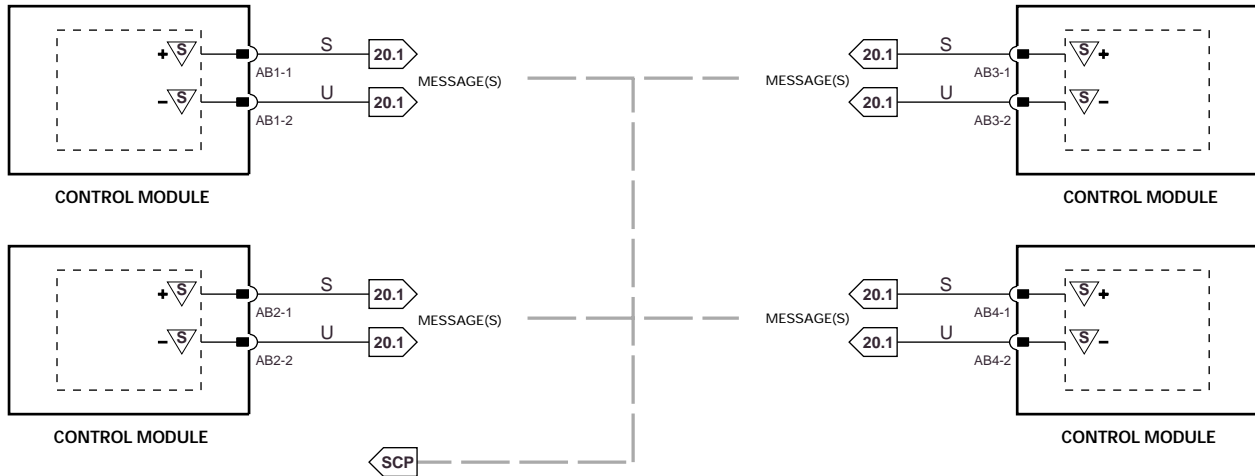 + S S 20.1 S 20.1 S +
AB1-1 MESSAGE(S) MESSAGE(S) AB3-1
– S U 20.1 U 20.1 S –
AB1-2 AB3-2
CONTROL MODULE CONTROL MODULE
+ S S 20.1 S 20.1 S +
AB2-1 MESSAGE(S) MESSAGE(S) AB4-1
– S U 20.1 U 20.1 S –
AB2-2 AB4-2
CONTROL MODULE CONTROL MODULE
SCP